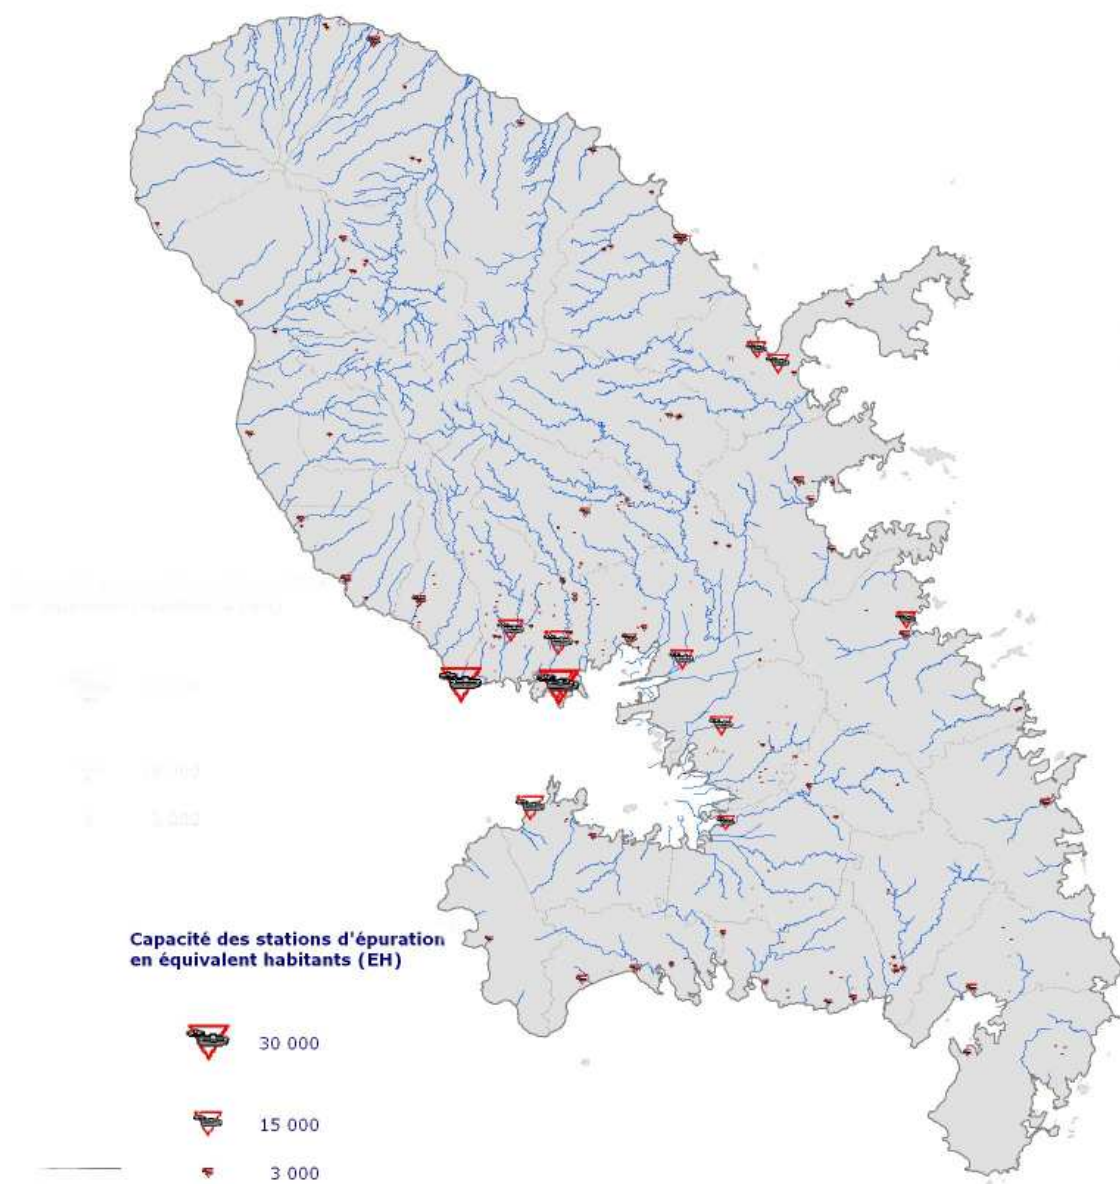 Capacité des stations d'épuration
en équivalent habitants (EH)
30 000
15 000
3 000